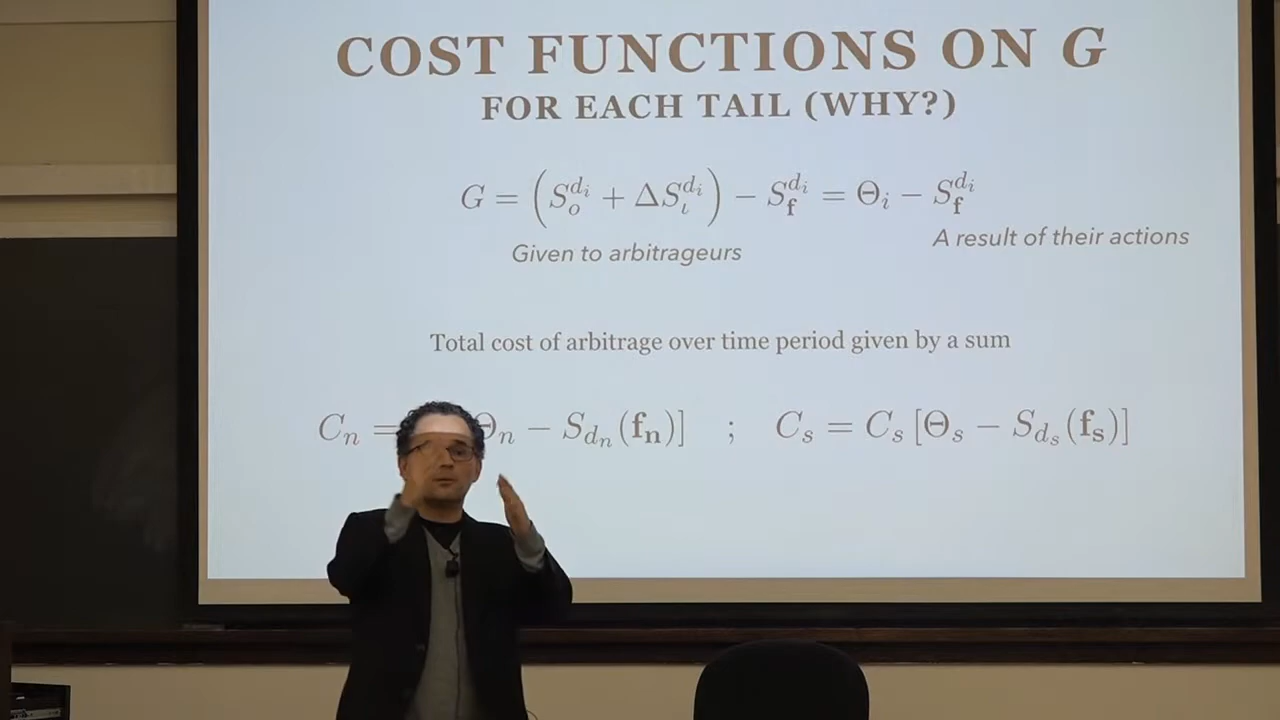 COST FUNCTIONS ON G
FOR EACH TAIL (WHY?)
G = (S_o^{d_i} + ΔS_ι^{d_i}) − S_f^{d_i} = Θ_i − S_f^{d_i}
A result of their actions
Given to arbitrageurs
Total cost of arbitrage over time period given by a sum
C_n = Θ_n − S_{d_n}(f_n)] ; C_s = C_s [Θ_s − S_{d_s}(f_s)]